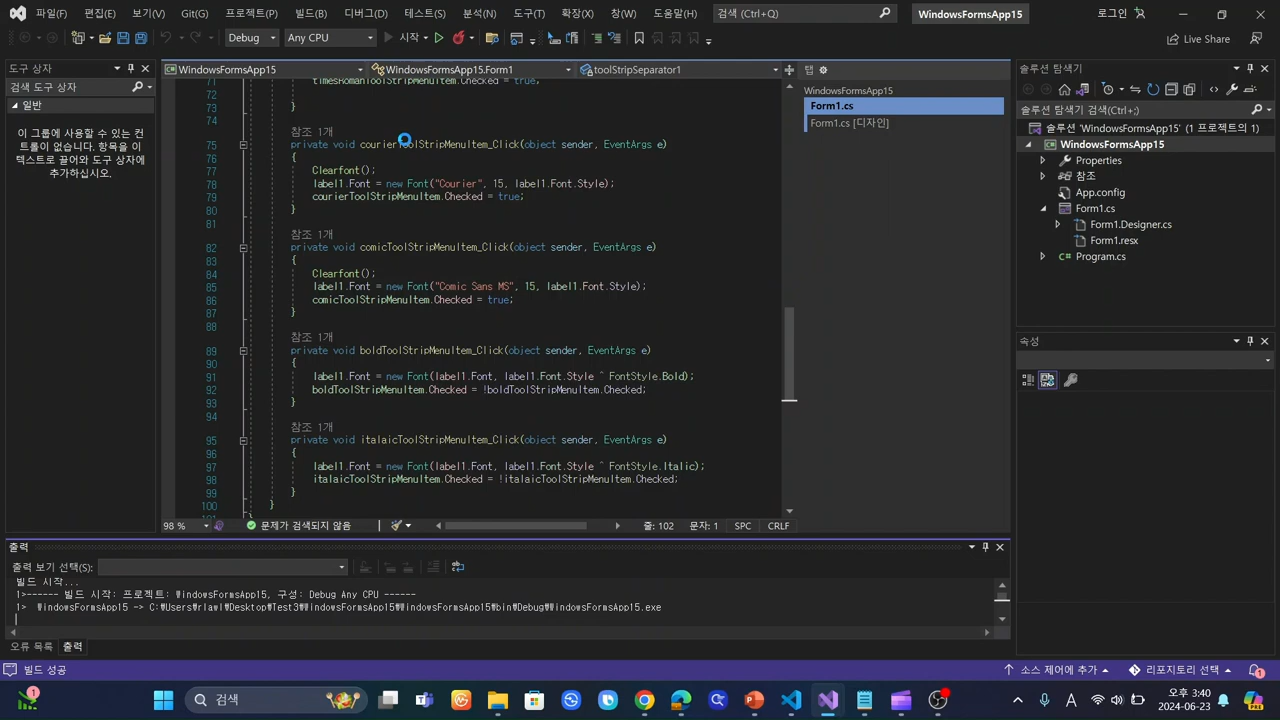 파일(F) 편집(E) 보기(V) Git(G) 프로젝트(P) 빌드(B) 디버그(D) 테스트(S) 분석(N) 도구(T) 확장(X) 창(W) 도움말(H) 검색 (Ctrl+Q) WindowsFormsApp15 로그인
Debug Any CPU 시작 Live Share
도구 상자
검색 도구 상자
일반
이 그룹에 사용할 수 있는 컨
트롤이 없습니다. 항목을 이
텍스트로 끌어와 도구 상자에
추가하십시오.
WindowsFormsApp15 WindowsFormsApp15.Form1 toolStripSeparator1
71 timesRomanToolStripMenuItem.Checked = true;
72
73 }
74
참조 1개
75 private void courierToolStripMenuItem_Click(object sender, EventArgs e)
76 {
77 Clearfont();
78 label1.Font = new Font("Courier", 15, label1.Font.Style);
79 courierToolStripMenuItem.Checked = true;
80 }
81
참조 1개
82 private void comicToolStripMenuItem_Click(object sender, EventArgs e)
83 {
84 Clearfont();
85 label1.Font = new Font("Comic Sans MS", 15, label1.Font.Style);
86 comicToolStripMenuItem.Checked = true;
87 }
88
참조 1개
89 private void boldToolStripMenuItem_Click(object sender, EventArgs e)
90 {
91 label1.Font = new Font(label1.Font, label1.Font.Style ^ FontStyle.Bold);
92 boldToolStripMenuItem.Checked = !boldToolStripMenuItem.Checked;
93 }
94
참조 1개
95 private void italaicToolStripMenuItem_Click(object sender, EventArgs e)
96 {
97 label1.Font = new Font(label1.Font, label1.Font.Style ^ FontStyle.Italic);
98 italaicToolStripMenuItem.Checked = !italaicToolStripMenuItem.Checked;
99 }
100 }
98 % 문제가 검색되지 않음 줄: 102 문자: 1 SPC CRLF
탭
WindowsFormsApp15
Form1.cs
Form1.cs [디자인]
솔루션 탐색기
솔루션 탐색기 검색(Ctrl+;)
솔루션 'WindowsFormsApp15' (1 프로젝트의 1)
WindowsFormsApp15
Properties
참조
App.config
Form1.cs
Form1.Designer.cs
Form1.resx
Program.cs
속성
출력
출력 보기 선택(S):
빌드 시작...
1>------ 빌드 시작: 프로젝트: WindowsFormsApp15, 구성: Debug Any CPU ------
1> WindowsFormsApp15 -> C:₩Users₩rlawl₩Desktop₩Test3₩WindowsFormsApp15₩WindowsFormsApp15₩bin₩Debug₩WindowsFormsApp15.exe
오류 목록 출력
빌드 성공 소스 제어에 추가 리포지토리 선택 1
1 검색 A 오후 3:40
2024-06-23